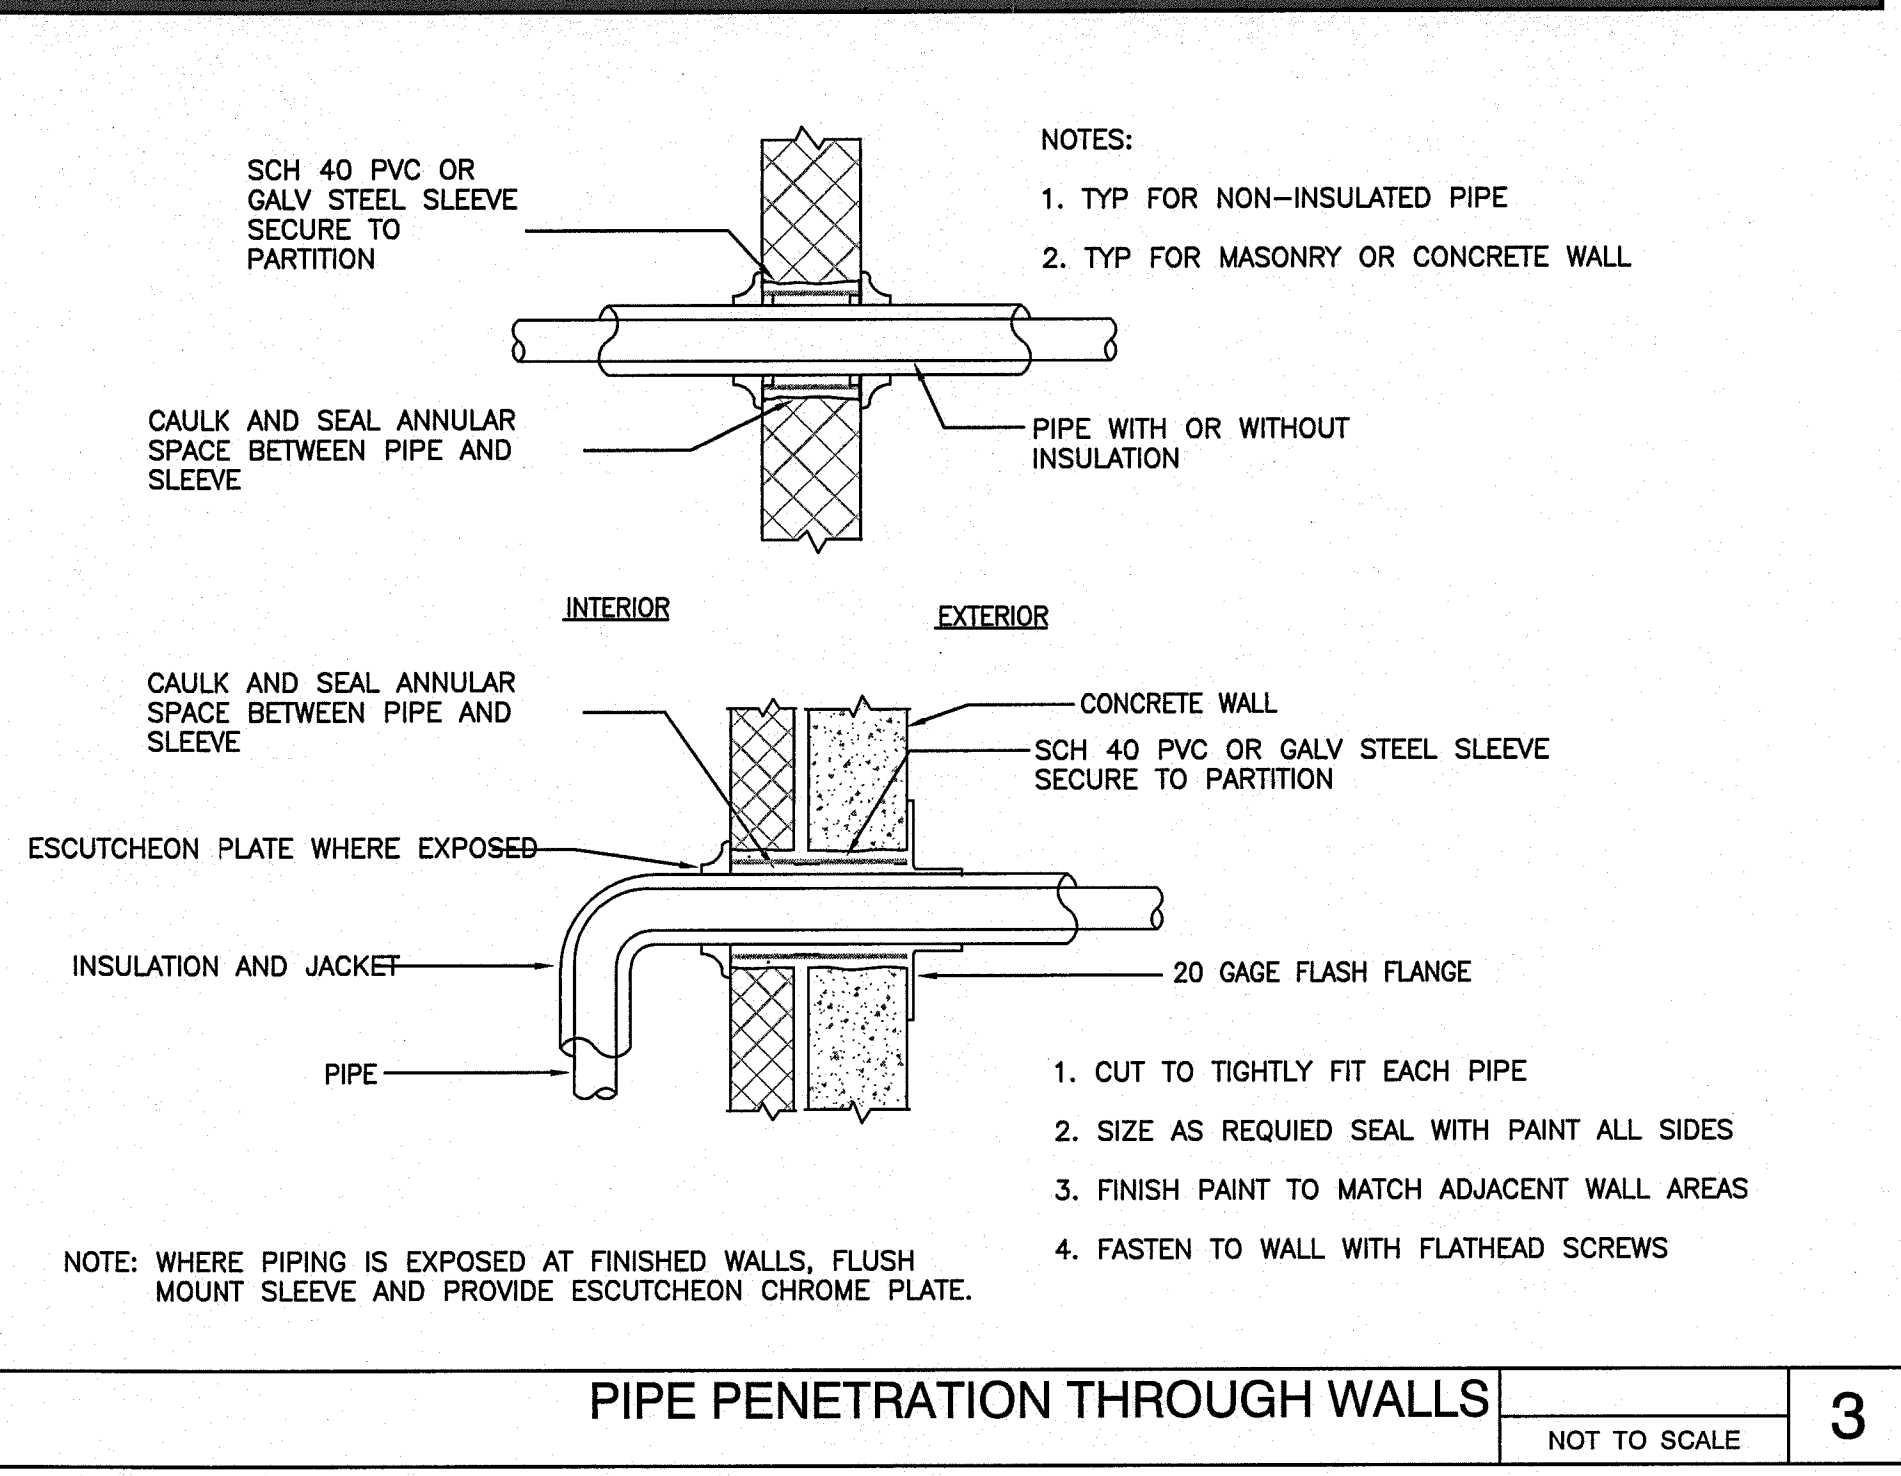 SCH 40 PVC OR
GALV STEEL SLEEVE
SECURE TO
PARTITION
NOTES:
1. TYP FOR NON-INSULATED PIPE
2. TYP FOR MASONRY OR CONCRETE WALL
CAULK AND SEAL ANNULAR
SPACE BETWEEN PIPE AND
SLEEVE
PIPE WITH OR WITHOUT
INSULATION
INTERIOR
EXTERIOR
CAULK AND SEAL ANNULAR
SPACE BETWEEN PIPE AND
SLEEVE
CONCRETE WALL
SCH 40 PVC OR GALV STEEL SLEEVE
SECURE TO PARTITION
ESCUTCHEON PLATE WHERE EXPOSED
INSULATION AND JACKET
20 GAGE FLASH FLANGE
PIPE
1. CUT TO TIGHTLY FIT EACH PIPE
2. SIZE AS REQUIED SEAL WITH PAINT ALL SIDES
3. FINISH PAINT TO MATCH ADJACENT WALL AREAS
4. FASTEN TO WALL WITH FLATHEAD SCREWS
NOTE: WHERE PIPING IS EXPOSED AT FINISHED WALLS, FLUSH
MOUNT SLEEVE AND PROVIDE ESCUTCHEON CHROME PLATE.
PIPE PENETRATION THROUGH WALLS
NOT TO SCALE
3